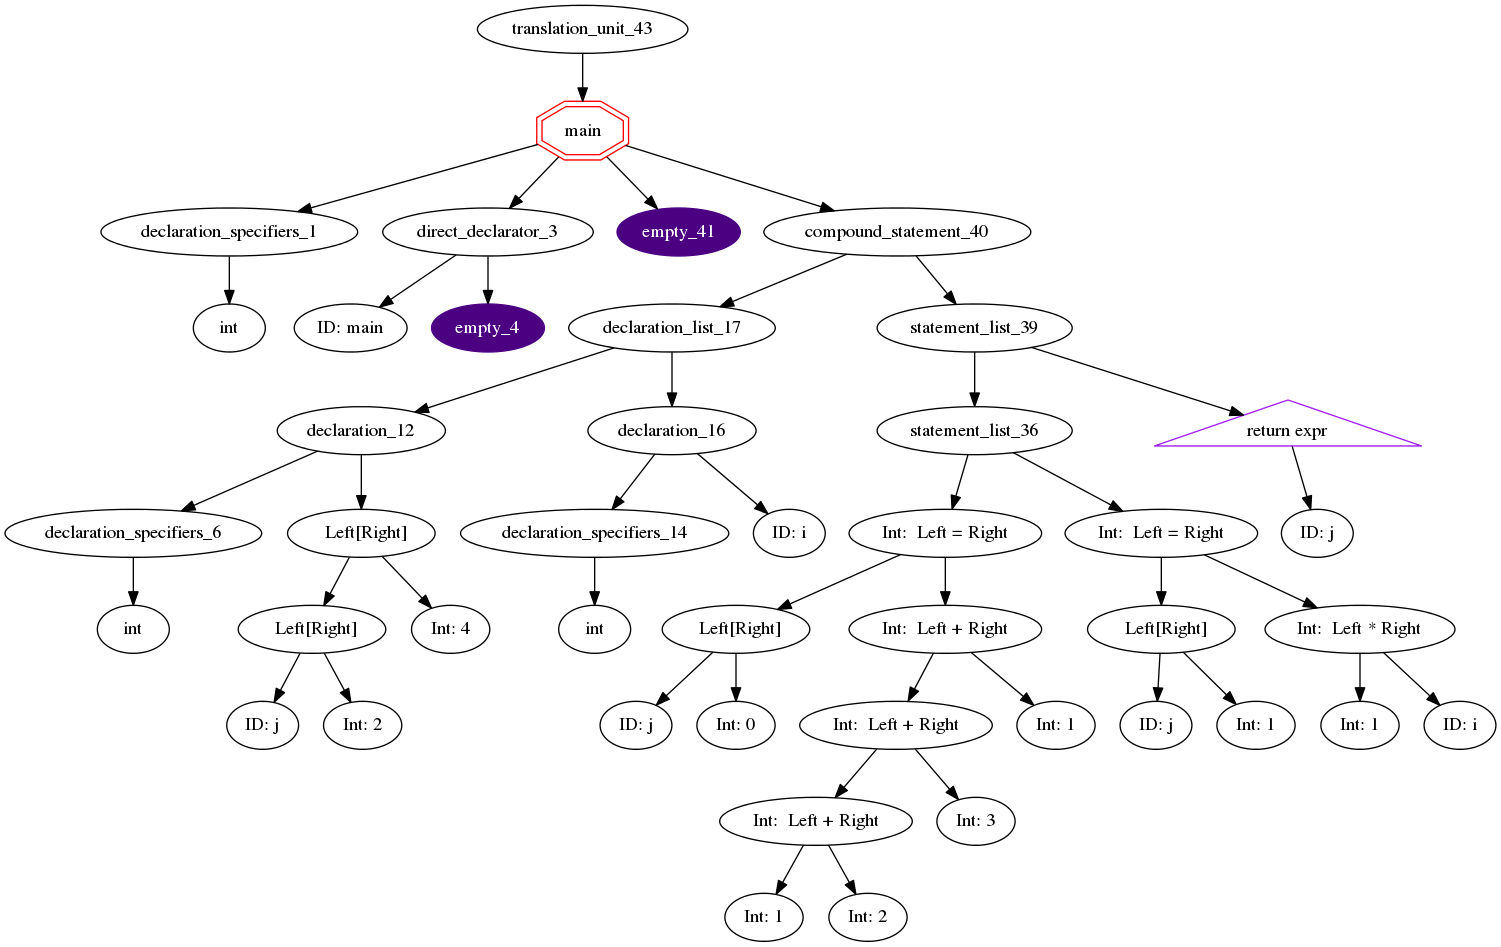 translation_unit_43
main
declaration_specifiers_1
direct_declarator_3
empty_41
compound_statement_40
int
ID: main
empty_4
declaration_list_17
statement_list_39
declaration_12
declaration_16
statement_list_36
return expr
declaration_specifiers_6
Left[Right]
declaration_specifiers_14
ID: i
Int: Left = Right
Int: Left = Right
ID: j
int
Left[Right]
Int: 4
int
Left[Right]
Int: Left + Right
Left[Right]
Int: Left * Right
ID: j
Int: 2
ID: j
Int: 0
Int: Left + Right
Int: 1
ID: j
Int: 1
Int: 1
ID: i
Int: Left + Right
Int: 3
Int: 1
Int: 2